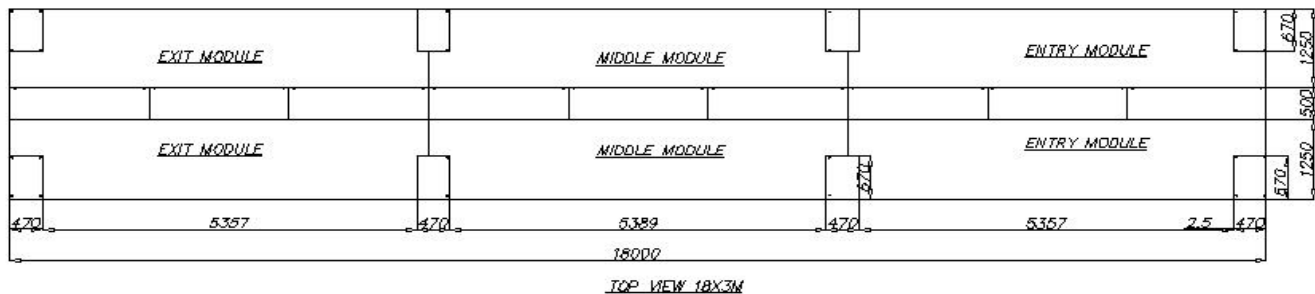 EXIT MODULE
MIDDLE MODULE
ENTRY MODULE
670
1250
500
EXIT MODULE
MIDDLE MODULE
ENTRY MODULE
670
670
1250
470 5357 470 5389 470 5357 2.5 470
18000
TOP VIEW 18X3M